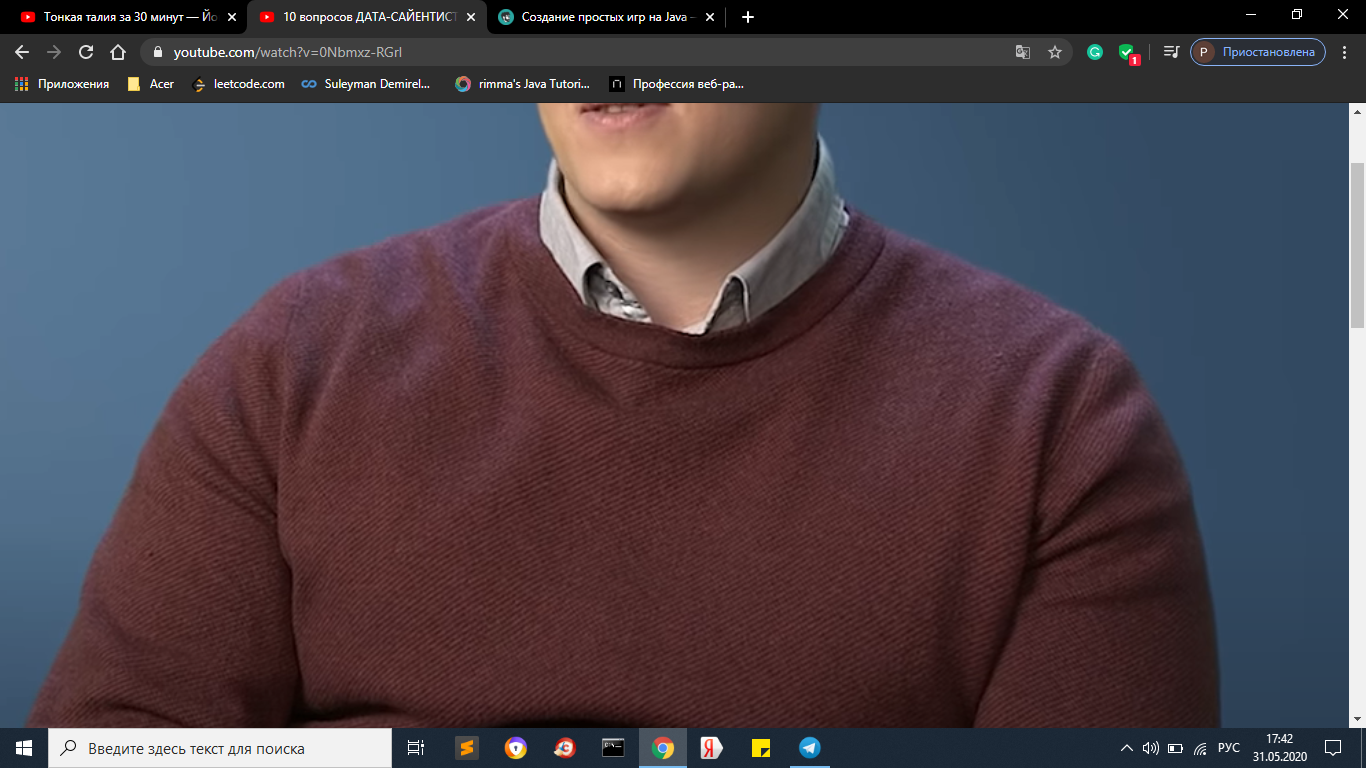 Тонкая талия за 30 минут — Йо
10 вопросов ДАТА-САЙЕНТИСТ
Создание простых игр на Java –
youtube.com/watch?v=0Nbmxz-RGrI
1
P
Приостановлена
Приложения
Acer
leetcode.com
Suleyman Demirel...
rimma's Java Tutori...
Профессия веб-ра...
Введите здесь текст для поиска
РУС
17:42
31.05.2020